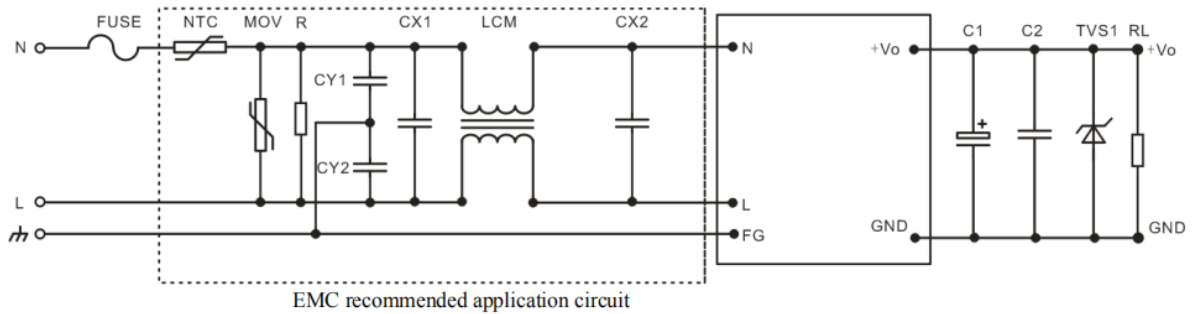 FUSE NTC MOV R CX1 LCM CX2 C1 C2 TVS1 RL
N N +Vo +Vo
CY1
+
CY2
L L
GND GND
FG
EMC recommended application circuit